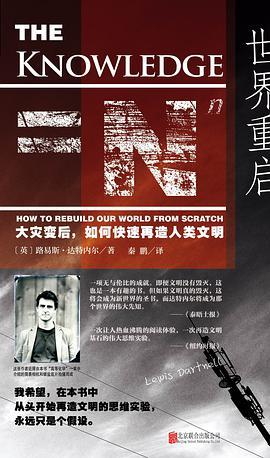 THE
KNOWLEDGE
世界重启
N
n
HOW TO REBUILD OUR WORLD FROM SCRATCH
大灾变后，如何快速再造人类文明
[英] 路易斯·达特内尔／著 秦鹏／译
一项无与伦比的成就。即便文明没有毁灭，这
也是一本有趣的书。但如果文明真的毁灭，这
将会成为新世界的圣书，而达特内尔将成为那
个世界的伟大先知。
——《泰晤士报》
一次让人热血沸腾的阅读体验，一次再造文明
基石的伟大思维实验。
——《纽约时报》
Lewis Dartnell
我希望，在本书中
从头开始再造文明的思维实验，
永远只是个假设。
北京联合出版公司